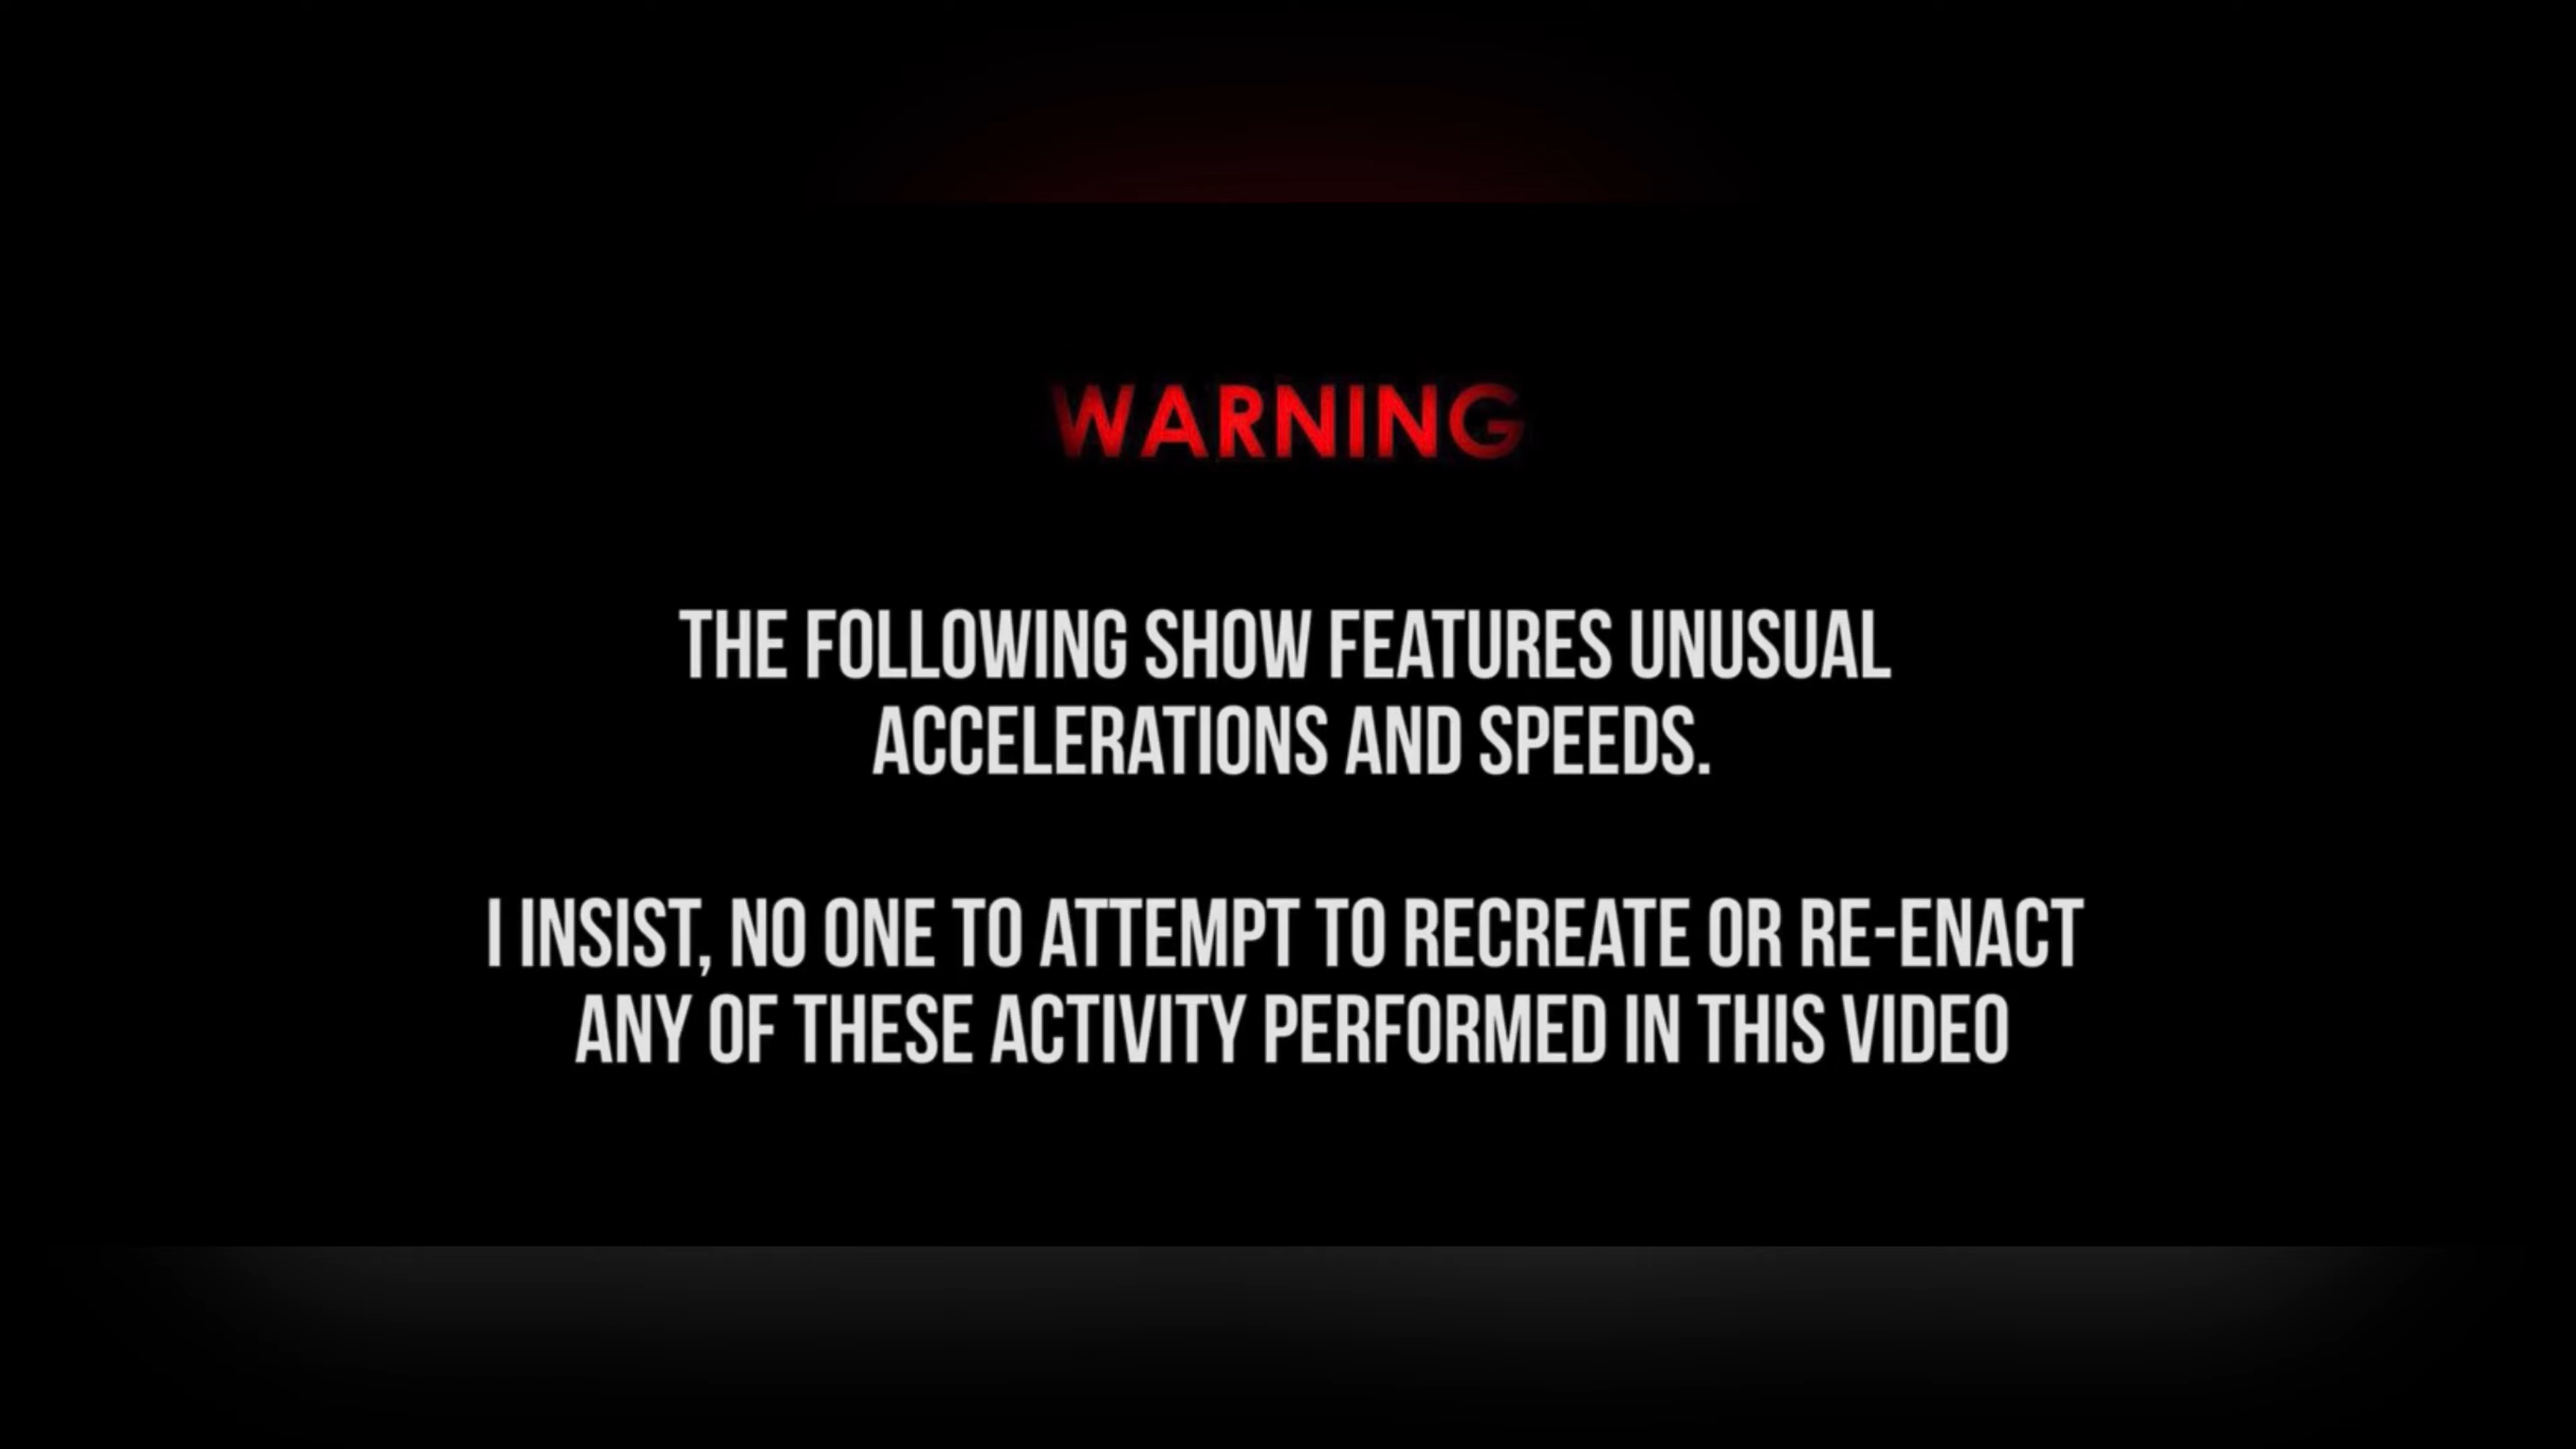 WARNING
THE FOLLOWING SHOW FEATURES UNUSUAL
ACCELERATIONS AND SPEEDS.
I INSIST, NO ONE TO ATTEMPT TO RECREATE OR RE-ENACT
ANY OF THESE ACTIVITY PERFORMED IN THIS VIDEO